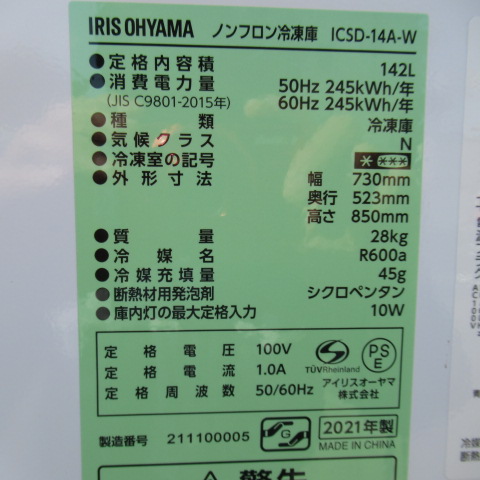 IRIS OHYAMA ノンフロン冷凍庫 ICSD-14A-W
●定格内容積 142L
●消費電力量 50Hz 245kWh/年
(JIS C9801-2015年) 60Hz 245kWh/年
●種類 冷凍庫
●気候クラス N
●冷凍室の記号 * ***
●外形寸法 幅 730mm
奥行 523mm
高さ 850mm
●質量 28kg
●冷媒名 R600a
●冷媒充填量 45g
●断熱材用発泡剤 シクロペンタン
●庫内灯の最大定格入力 10W
定格電圧 100V
定格電流 1.0A
定格周波数 50/60Hz
TÜVRheinland
PS
E
アイリスオーヤマ
株式会社
製造番号 211100005
G
2021年製
MADE IN CHINA
警告
冷媒
断熱